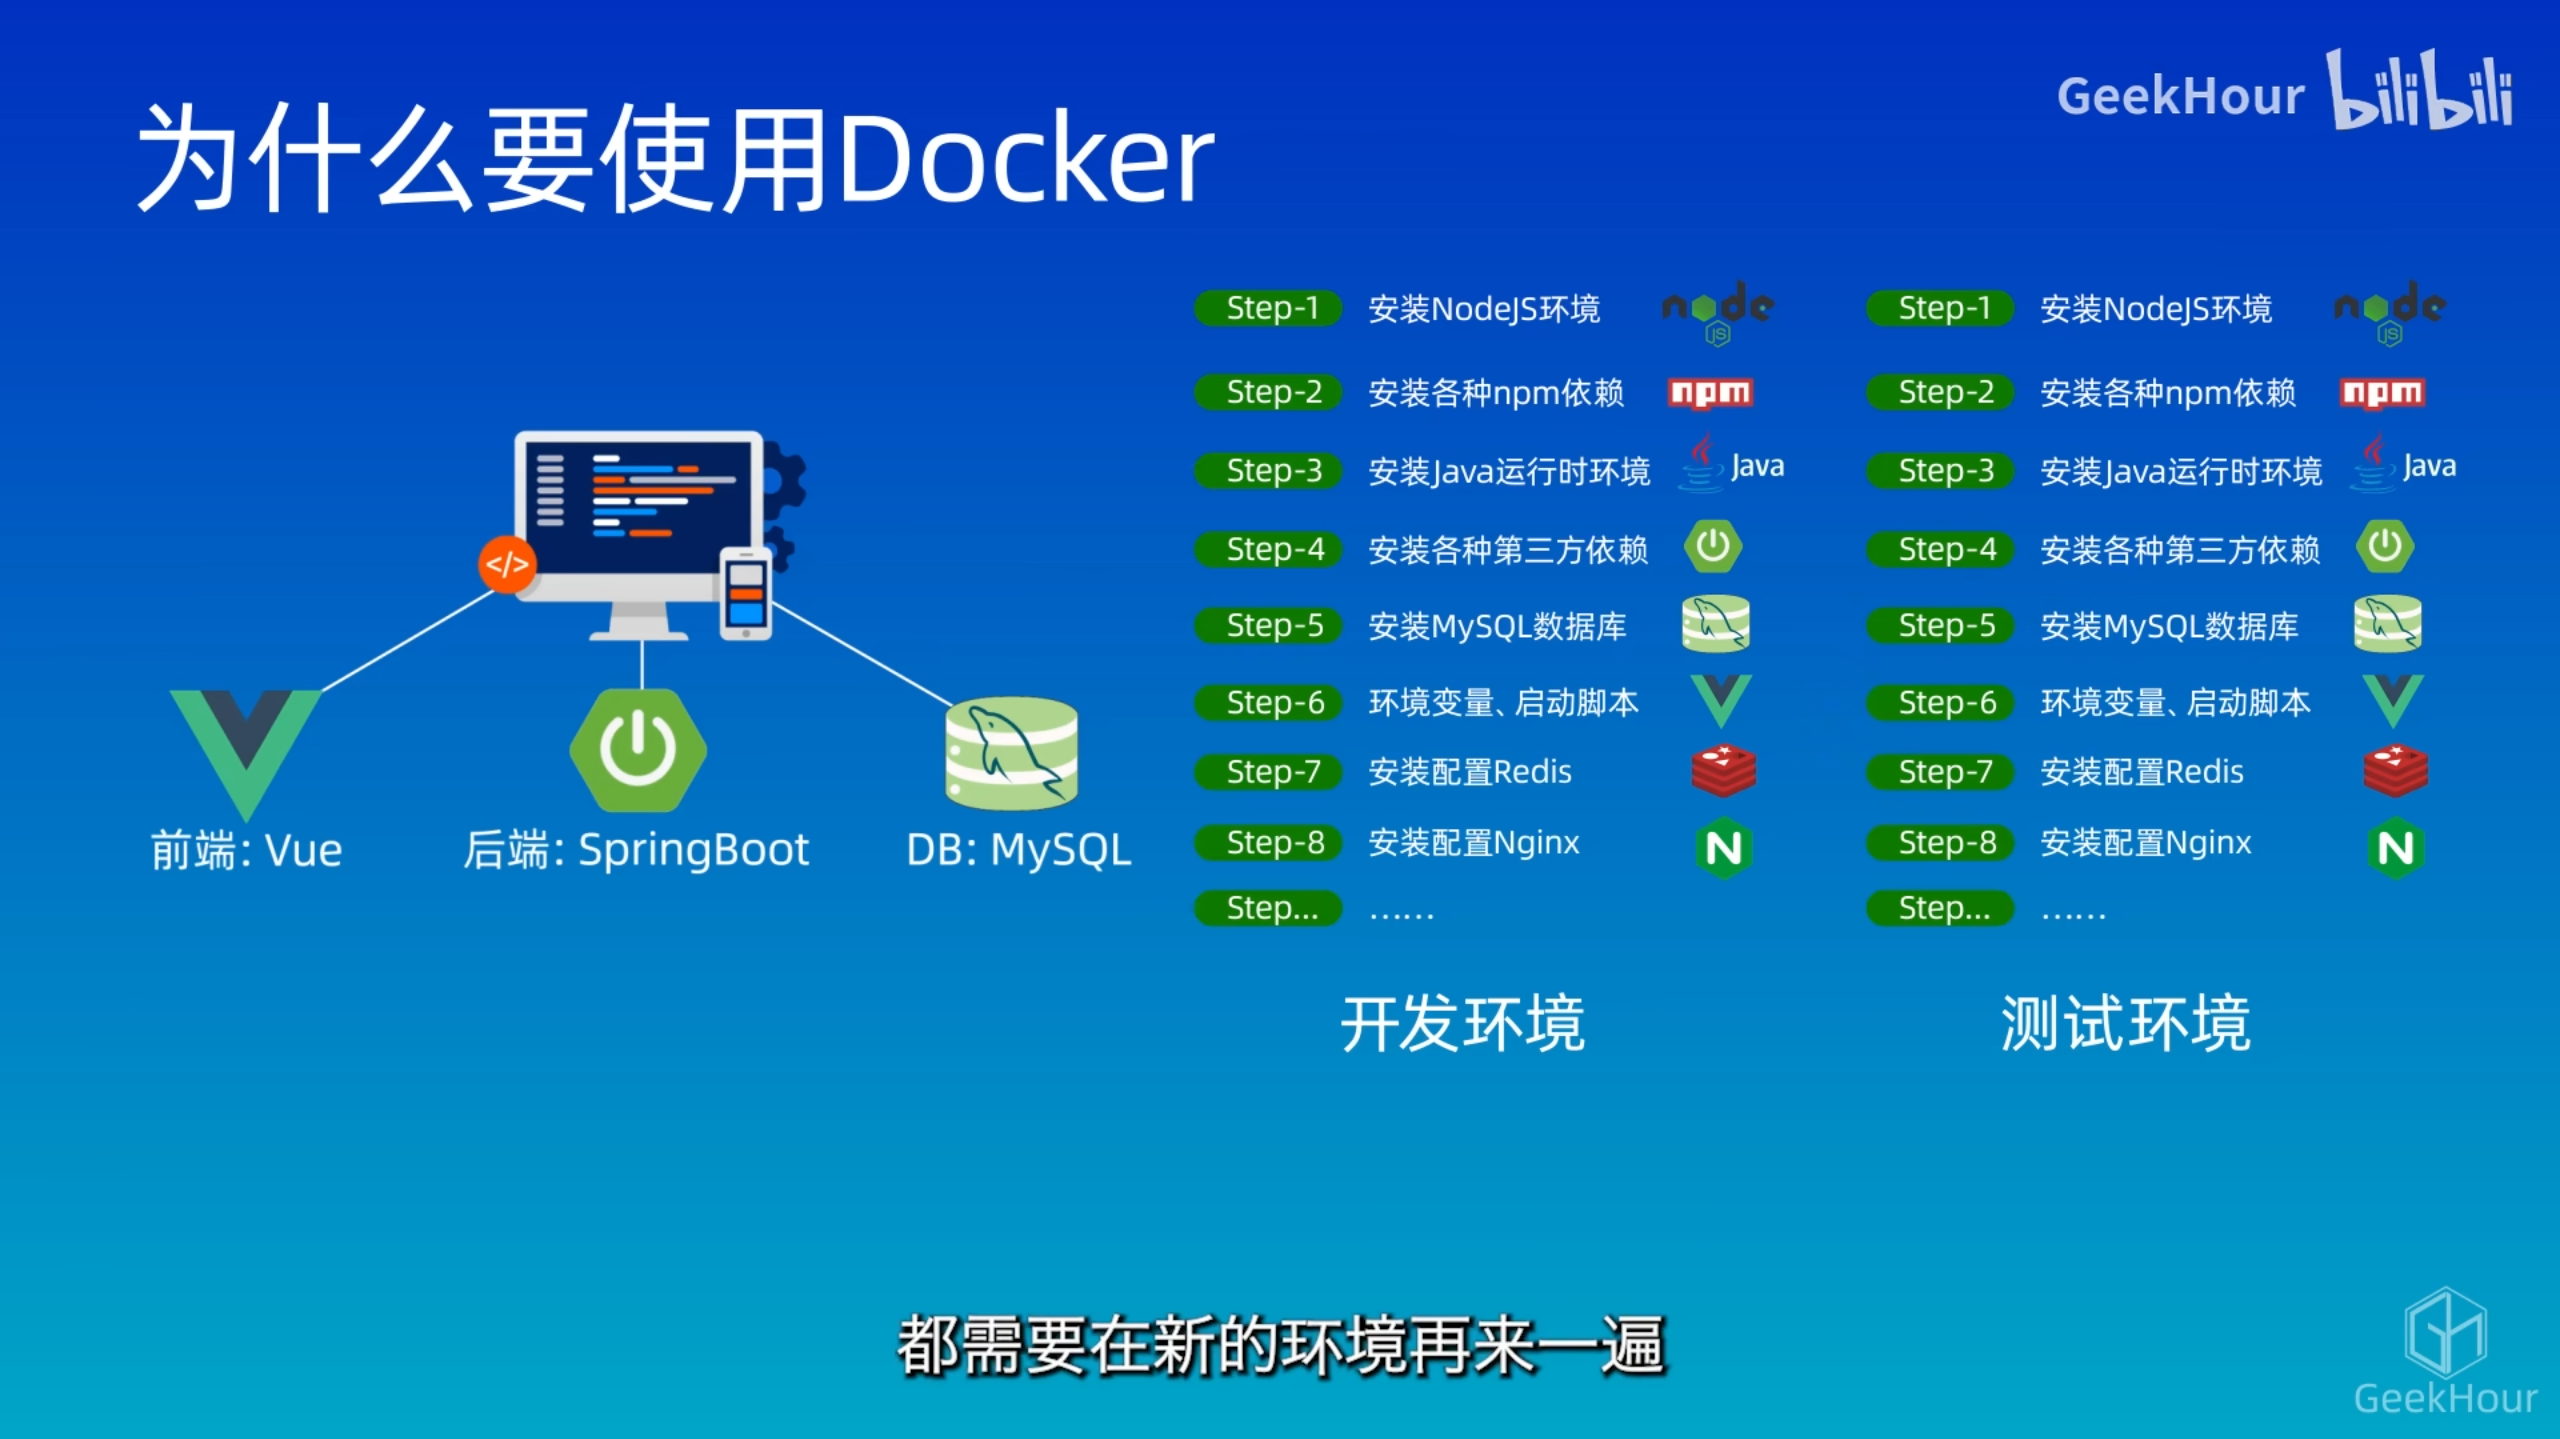 GeekHour bilibili
为什么要使用Docker
</>
前端: Vue
后端: SpringBoot
DB: MySQL
Step-1 安装NodeJS环境 node JS
Step-2 安装各种npm依赖 npm
Step-3 安装Java运行时环境 Java
Step-4 安装各种第三方依赖
Step-5 安装MySQL数据库
Step-6 环境变量、启动脚本
Step-7 安装配置Redis
Step-8 安装配置Nginx N
Step... ……
开发环境
Step-1 安装NodeJS环境 node JS
Step-2 安装各种npm依赖 npm
Step-3 安装Java运行时环境 Java
Step-4 安装各种第三方依赖
Step-5 安装MySQL数据库
Step-6 环境变量、启动脚本
Step-7 安装配置Redis
Step-8 安装配置Nginx N
Step... ……
测试环境
都需要在新的环境再来一遍
GeekHour